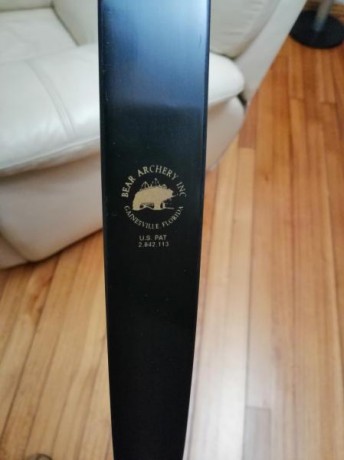 BEAR ARCHERY INC
GAINESVILLE, FLORIDA
U.S. PAT
2,842,113